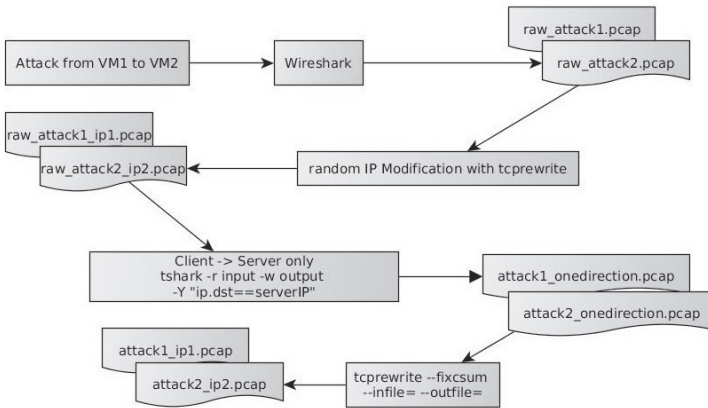 raw_attack1.pcap
Attack from VM1 to VM2
Wireshark
raw_attack2.pcap
raw_attack1_ip1.pcap
raw_attack2_ip2.pcap
random IP Modification with tcprewrite
Client -> Server only
tshark -r input -w output
-Y "ip.dst==serverIP"
attack1_onedirection.pcap
attack2_onedirection.pcap
attack1_ip1.pcap
attack2_ip2.pcap
tcprewrite --fixcsum
--infile= --outfile=